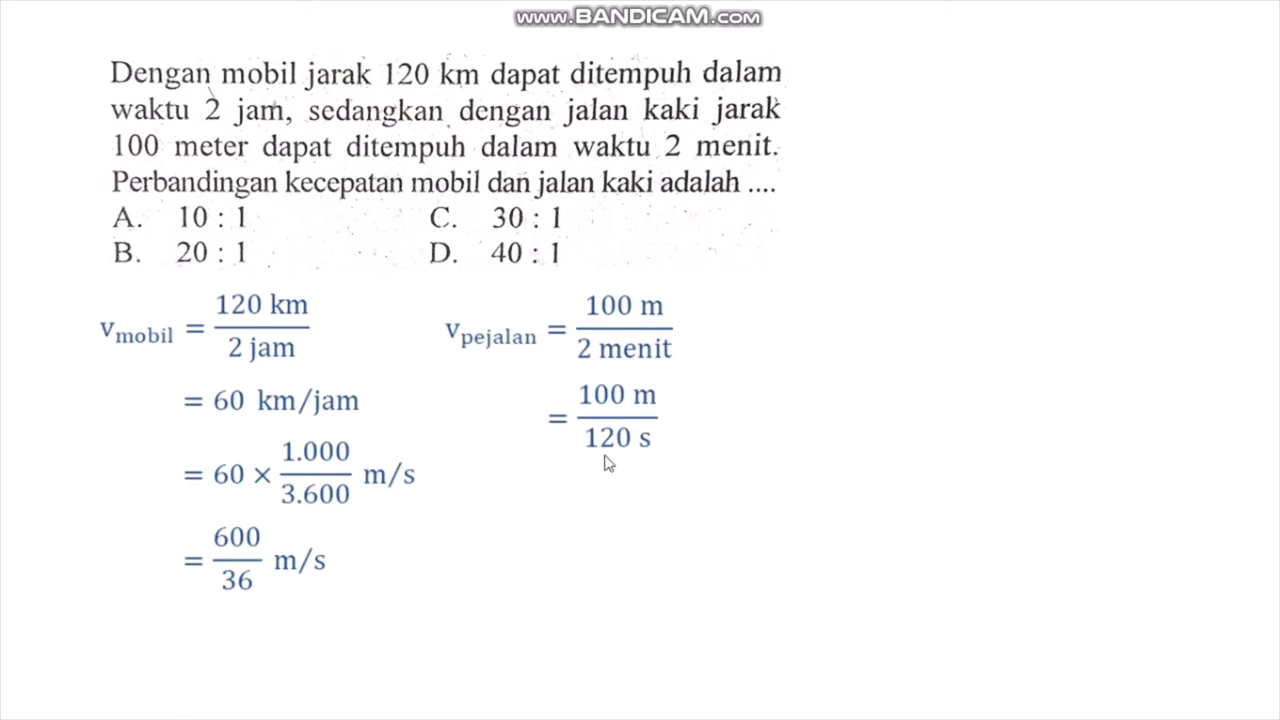 www.BANDICAM.com
Dengan mobil jarak 120 km dapat ditempuh dalam
waktu 2 jam, sedangkan dengan jalan kaki jarak
100 meter dapat ditempuh dalam waktu 2 menit.
Perbandingan kecepatan mobil dan jalan kaki adalah ....
A. 10 : 1 C. 30 : 1
B. 20 : 1 D. 40 : 1
v_mobil = 120 km / 2 jam
= 60 km/jam
= 60 × 1.000 / 3.600 m/s
= 600 / 36 m/s
v_pejalan = 100 m / 2 menit
= 100 m / 120 s